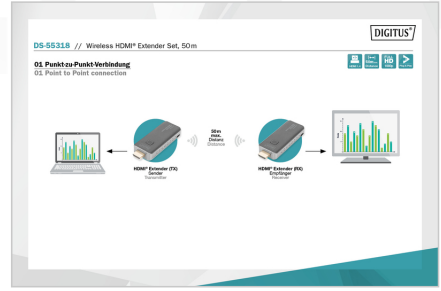 DIGITUS®
DS-55318 // Wireless HDMI® Extender Set, 50m
01 Punkt-zu-Punkt-Verbindung
01 Point to Point connection
50m
max.
Distanz
Distance
HDMI® Extender (TX)
Sender
Transmitter
HDMI® Extender (RX)
Empfänger
Receiver